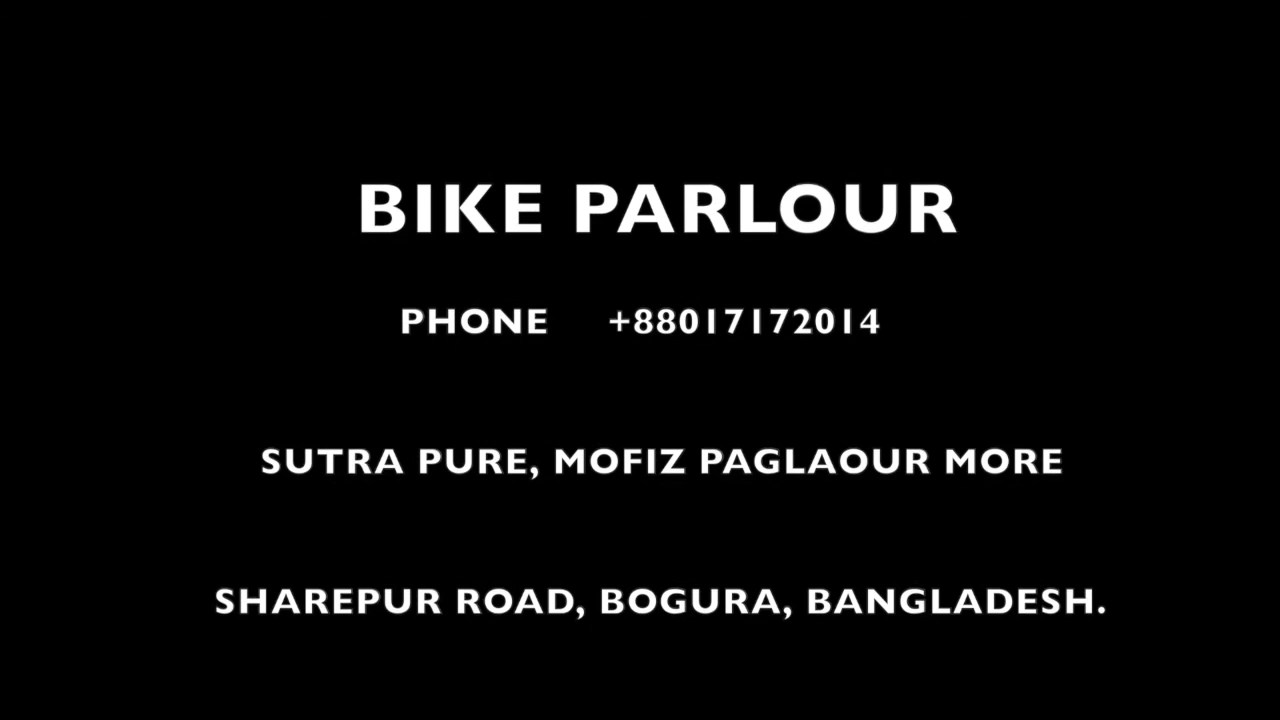 BIKE PARLOUR
PHONE +88017172014
SUTRA PURE, MOFIZ PAGLAOUR MORE
SHAREPUR ROAD, BOGURA, BANGLADESH.